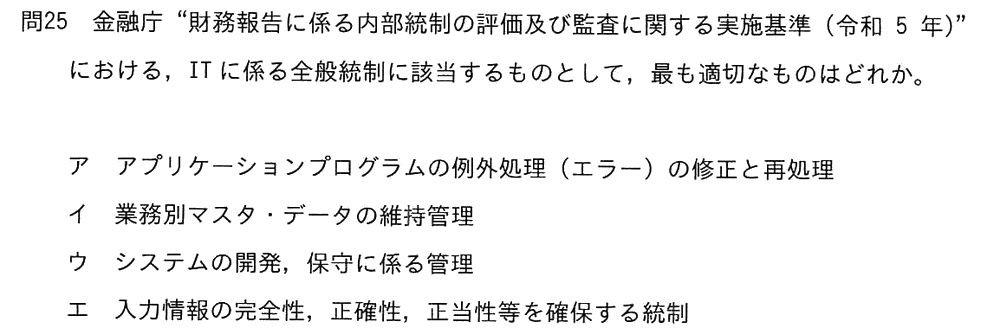 問25 金融庁“財務報告に係る内部統制の評価及び監査に関する実施基準（令和 5 年）”
における，IT に係る全般統制に該当するものとして，最も適切なものはどれか。
ア アプリケーションプログラムの例外処理（エラー）の修正と再処理
イ 業務別マスタ・データの維持管理
ウ システムの開発，保守に係る管理
エ 入力情報の完全性，正確性，正当性等を確保する統制